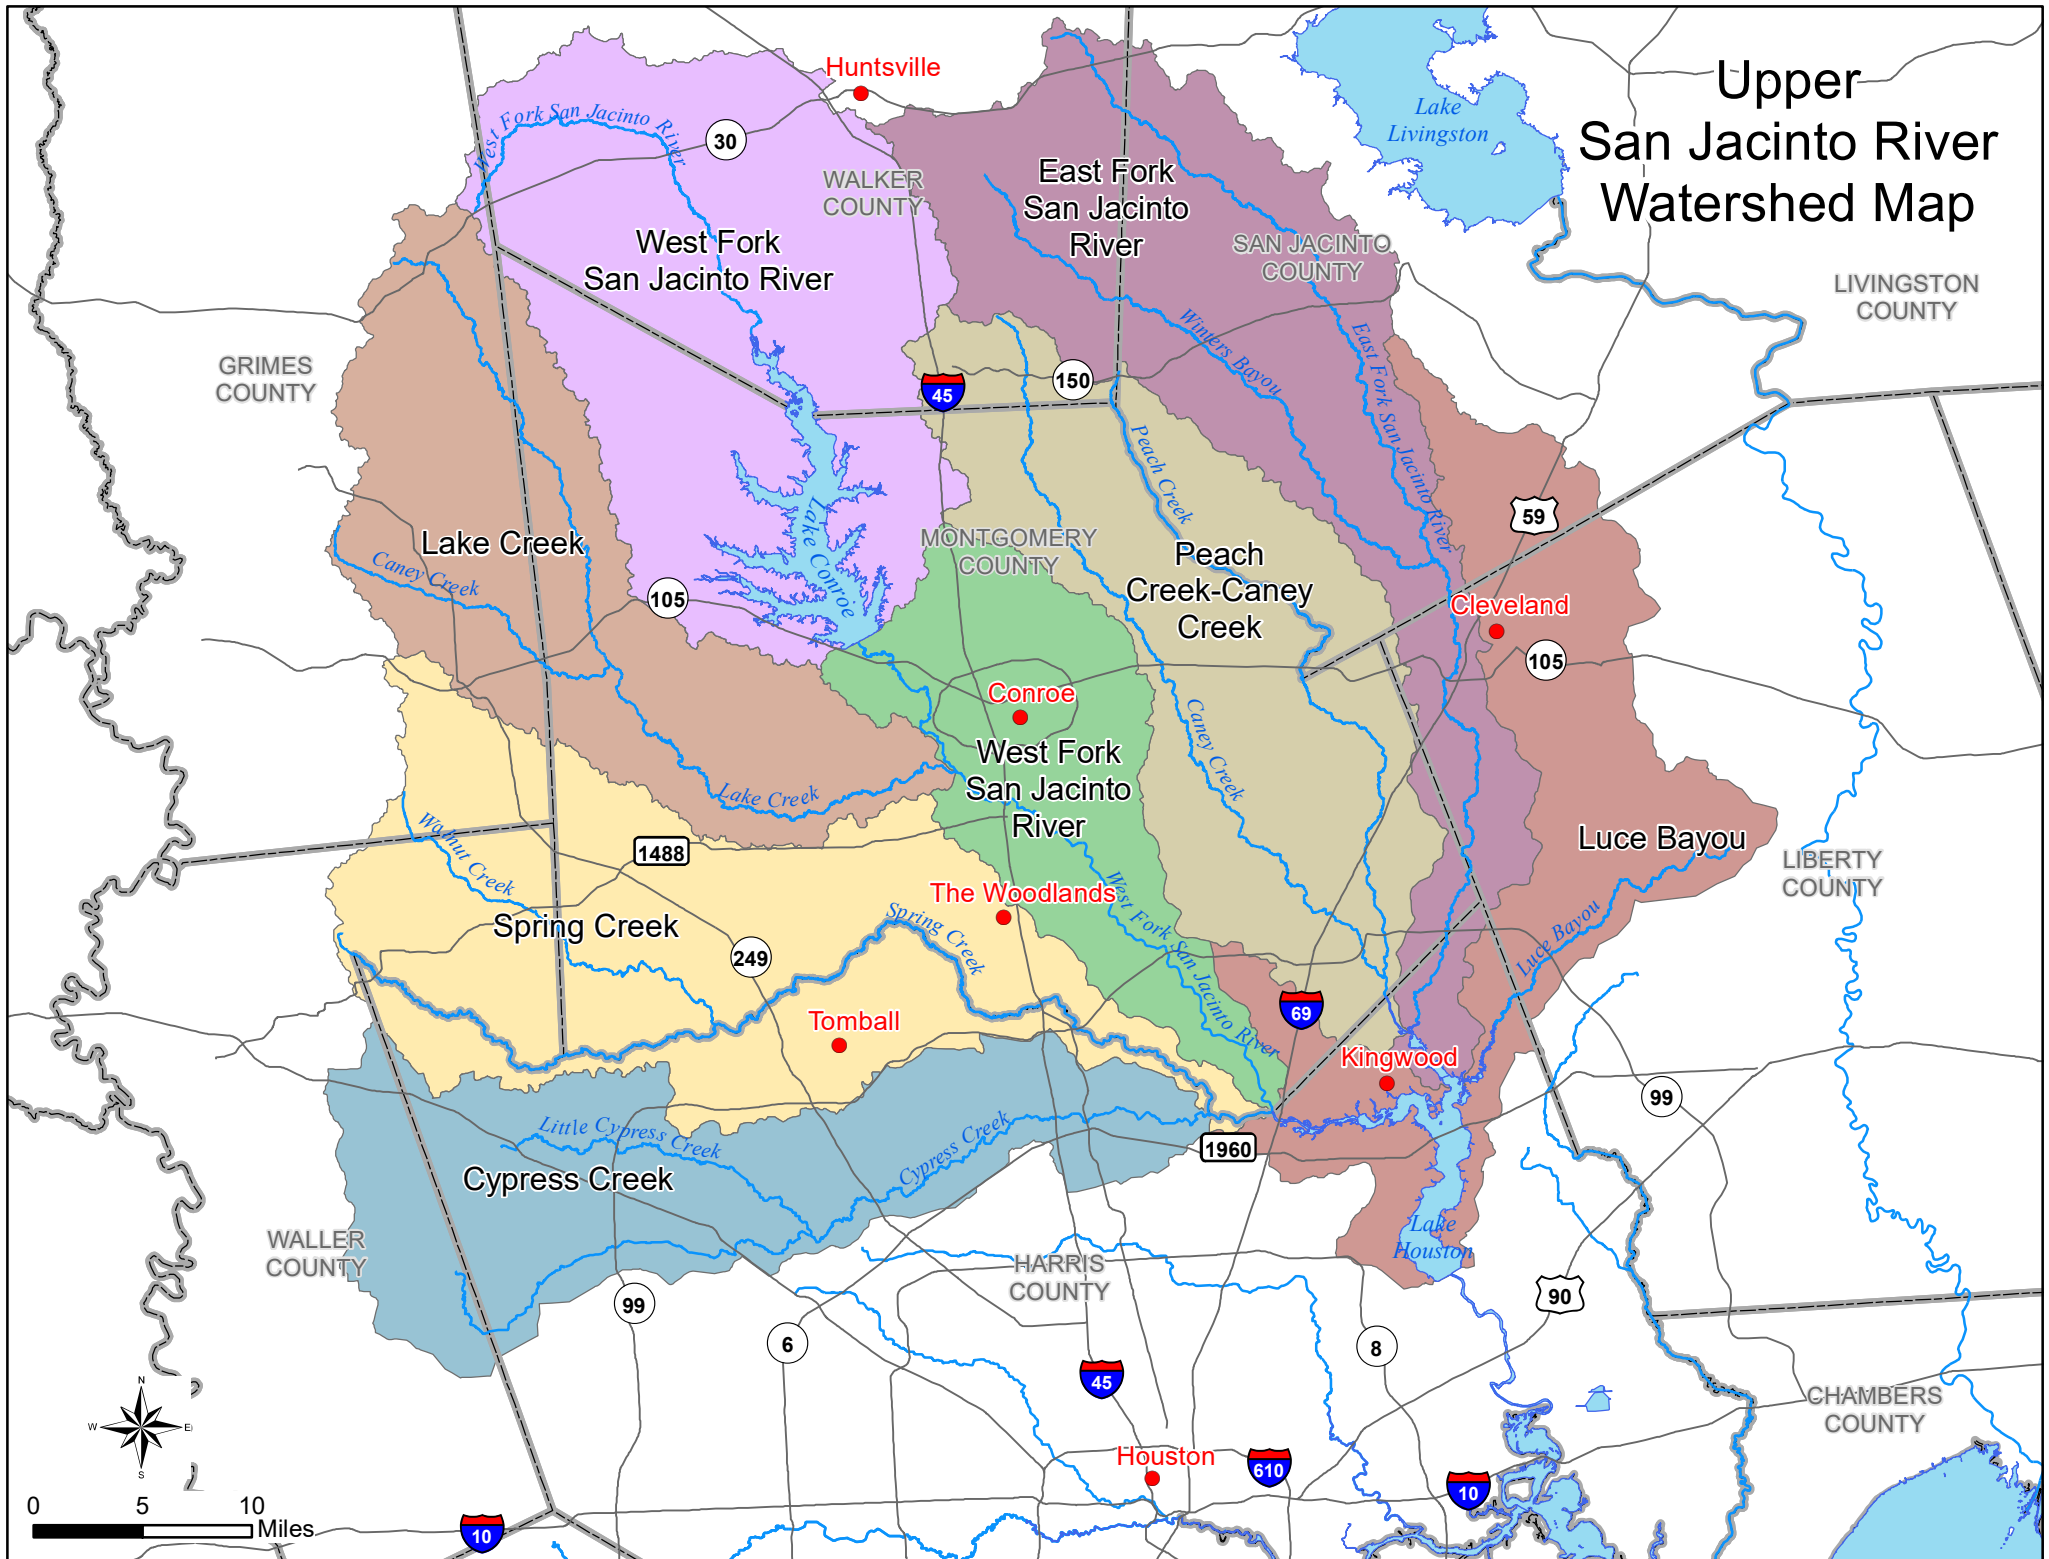 Upper
San Jacinto River
Watershed Map
Huntsville
Lake
Livingston
West Fork San Jacinto River
30
WALKER
COUNTY
East Fork
San Jacinto
River
West Fork
San Jacinto River
SAN JACINTO
COUNTY
LIVINGSTON
COUNTY
GRIMES
COUNTY
Winters Bayou
East Fork San Jacinto River
45
150
Peach Creek
Lake Conroe
59
Lake Creek
Caney Creek
MONTGOMERY
COUNTY
Peach
Creek-Caney
Creek
105
Cleveland
105
Conroe
West Fork
San Jacinto
River
Caney Creek
Lake Creek
1488
Walnut Creek
Luce Bayou
LIBERTY
COUNTY
The Woodlands
West Fork San Jacinto River
Spring Creek
Spring Creek
249
Luce Bayou
69
Tomball
Kingwood
99
Little Cypress Creek
Cypress Creek
1960
Cypress Creek
WALLER
COUNTY
HARRIS
COUNTY
Lake
Houston
99
6
8
90
45
CHAMBERS
COUNTY
N
W
E
S
Houston
610
10
0
5
10
Miles
10